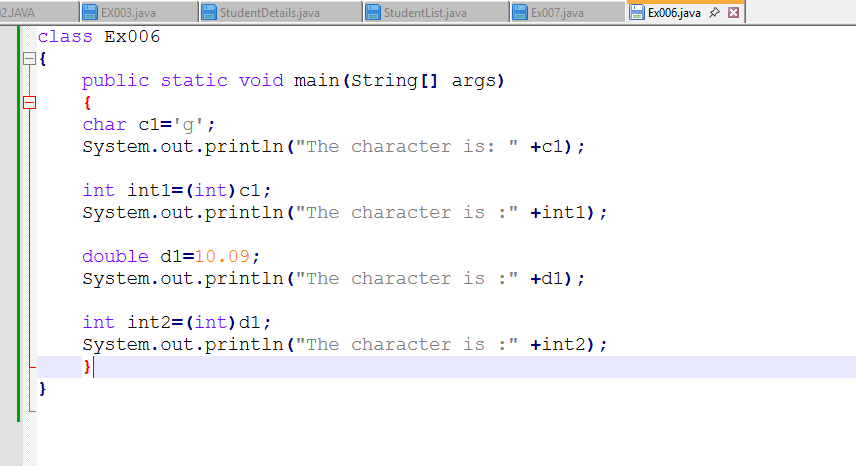 02.JAVA EX003.java StudentDetails.java StudentList.java Ex007.java Ex006.java
class Ex006
{
public static void main(String[] args)
{
char c1='g';
System.out.println("The character is: " +c1);
int int1=(int)c1;
System.out.println("The character is :" +int1);
double d1=10.09;
System.out.println("The character is :" +d1);
int int2=(int)d1;
System.out.println("The character is :" +int2);
}
}